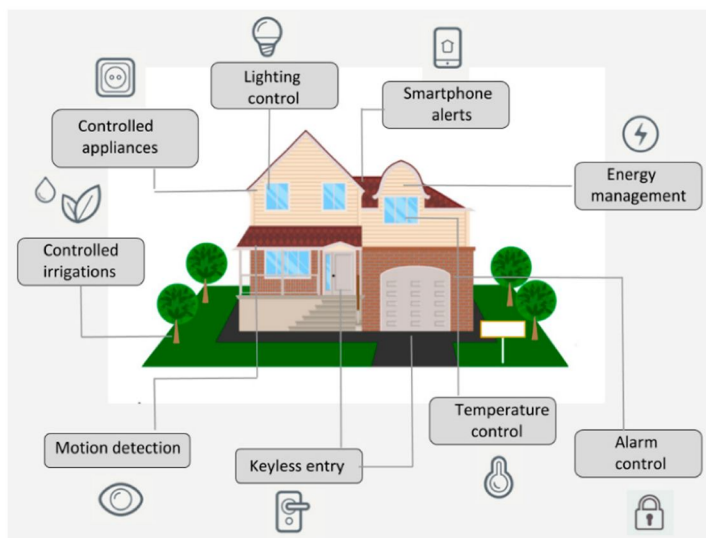 Lighting
control
Smartphone
alerts
Controlled
appliances
Energy
management
Controlled
irrigations
Temperature
control
Motion detection
Keyless entry
Alarm
control